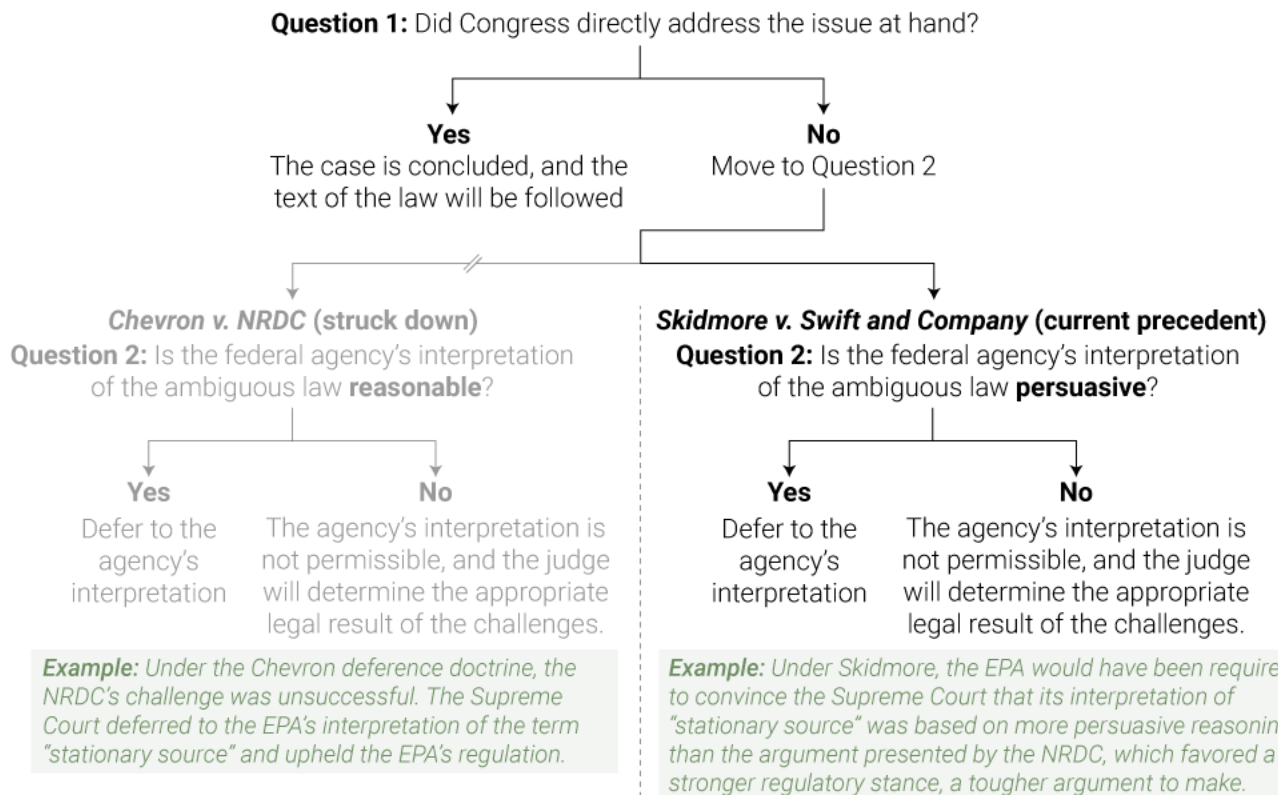 Question 1: Did Congress directly address the issue at hand?
Yes
The case is concluded, and the
text of the law will be followed
No
Move to Question 2
Chevron v. NRDC (struck down)
Question 2: Is the federal agency’s interpretation
of the ambiguous law reasonable?
Yes
Defer to the
agency’s
interpretation
No
The agency’s interpretation is
not permissible, and the judge
will determine the appropriate
legal result of the challenges.
Example: Under the Chevron deference doctrine, the
NRDC’s challenge was unsuccessful. The Supreme
Court deferred to the EPA’s interpretation of the term
“stationary source” and upheld the EPA’s regulation.
Skidmore v. Swift and Company (current precedent)
Question 2: Is the federal agency’s interpretation
of the ambiguous law persuasive?
Yes
Defer to the
agency’s
interpretation
No
The agency’s interpretation is
not permissible, and the judge
will determine the appropriate
legal result of the challenges.
Example: Under Skidmore, the EPA would have been require
to convince the Supreme Court that its interpretation of
“stationary source” was based on more persuasive reasonin
than the argument presented by the NRDC, which favored a
stronger regulatory stance, a tougher argument to make.